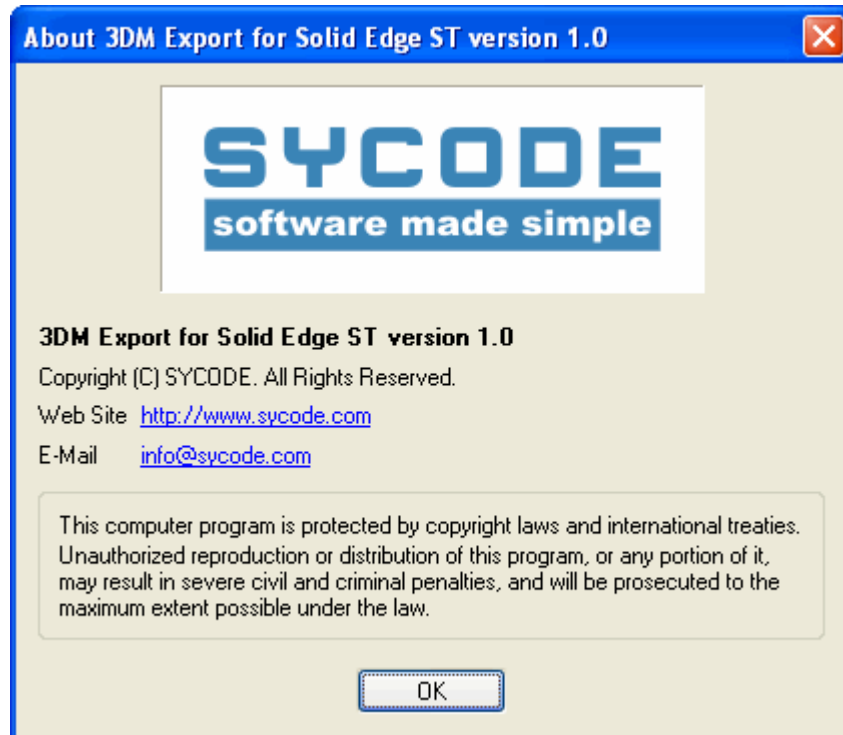 About 3DM Export for Solid Edge ST version 1.0
SYCODE
software made simple
3DM Export for Solid Edge ST version 1.0
Copyright (C) SYCODE. All Rights Reserved.
Web Site http://www.sycode.com
E-Mail info@sycode.com
This computer program is protected by copyright laws and international treaties.
Unauthorized reproduction or distribution of this program, or any portion of it,
may result in severe civil and criminal penalties, and will be prosecuted to the
maximum extent possible under the law.
OK